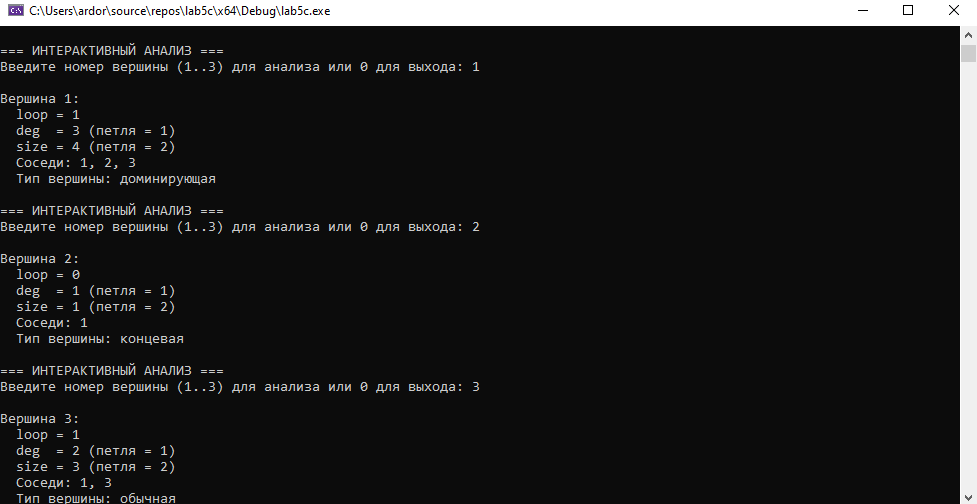 C:\Users\ardor\source\repos\lab5c\x64\Debug\lab5c.exe
=== ИНТЕРАКТИВНЫЙ АНАЛИЗ ===
Введите номер вершины (1..3) для анализа или 0 для выхода: 1
Вершина 1:
loop = 1
deg  = 3 (петля = 1)
size = 4 (петля = 2)
Соседи: 1, 2, 3
Тип вершины: доминирующая
=== ИНТЕРАКТИВНЫЙ АНАЛИЗ ===
Введите номер вершины (1..3) для анализа или 0 для выхода: 2
Вершина 2:
loop = 0
deg  = 1 (петля = 1)
size = 1 (петля = 2)
Соседи: 1
Тип вершины: концевая
=== ИНТЕРАКТИВНЫЙ АНАЛИЗ ===
Введите номер вершины (1..3) для анализа или 0 для выхода: 3
Вершина 3:
loop = 1
deg  = 2 (петля = 1)
size = 3 (петля = 2)
Соседи: 1, 3
Тип вершины: обычная